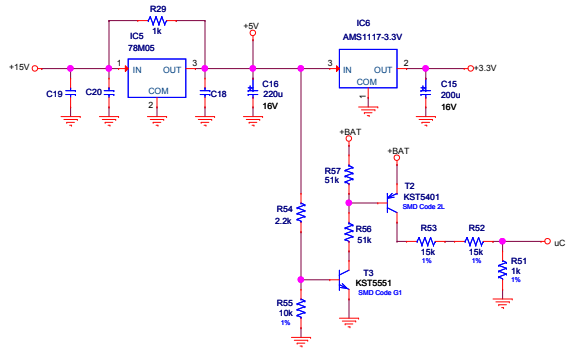 R29
1k
IC5
78M05
+5V
IC6
AMS1117-3.3V
+15V
1
IN
OUT
3
COM
2
3
IN
OUT
2
COM
1
+3.3V
C19
C20
C18
C16
220u
16V
C15
200u
16V
+BAT
+BAT
R57
51k
T2
KST5401
SMD Code 2L
R54
2.2k
R56
51k
R53
15k
1%
R52
15k
1%
uC
R51
1k
1%
T3
KST5551
SMD Code G1
R55
10k
1%